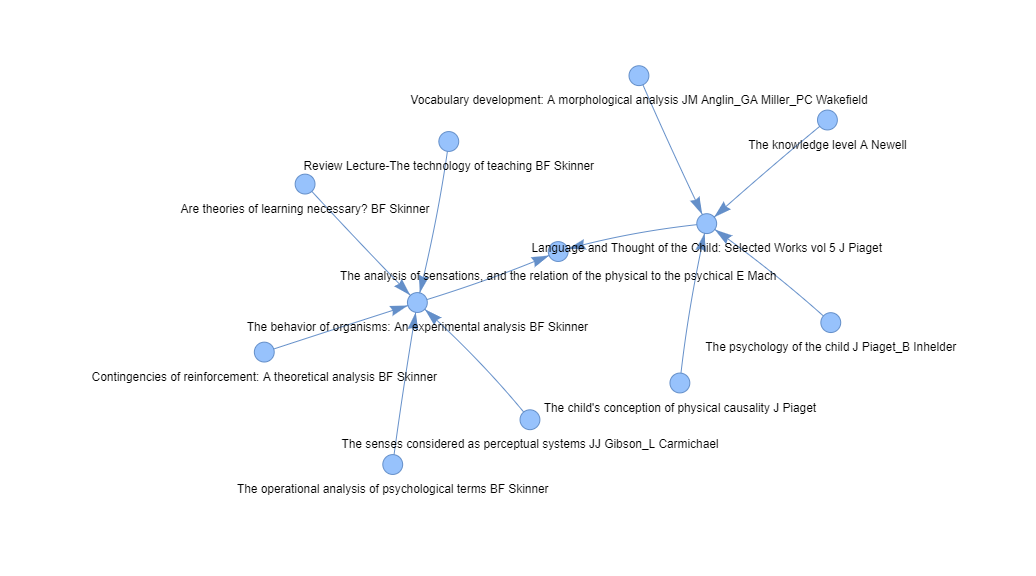 Vocabulary development: A morphological analysis JM Anglin_GA Miller_PC Wakefield
The knowledge level A Newell
Review Lecture-The technology of teaching BF Skinner
Are theories of learning necessary? BF Skinner
Language and Thought of the Child: Selected Works vol 5 J Piaget
The analysis of sensations, and the relation of the physical to the psychical E Mach
The behavior of organisms: An experimental analysis BF Skinner
The psychology of the child J Piaget_B Inhelder
Contingencies of reinforcement: A theoretical analysis BF Skinner
The child's conception of physical causality J Piaget
The senses considered as perceptual systems JJ Gibson_L Carmichael
The operational analysis of psychological terms BF Skinner